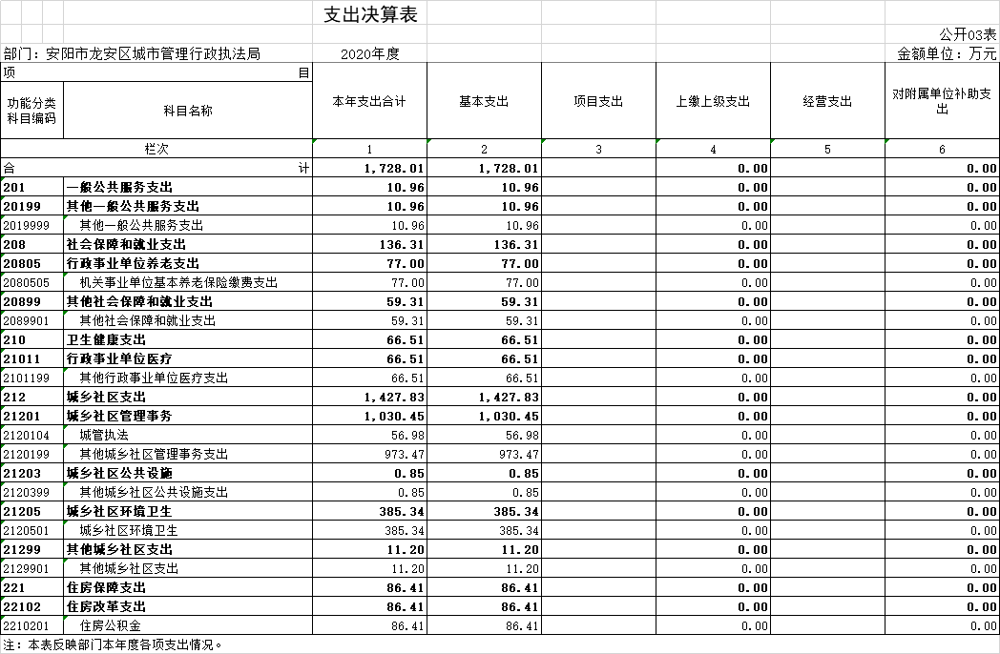 支出决算表
公开03表
部门：安阳市龙安区城市管理行政执法局 2020年度 金额单位：万元
项 目 本年支出合计 基本支出 项目支出 上缴上级支出 经营支出 对附属单位补助支出
功能分类科目编码 科目名称
栏次 1 2 3 4 5 6
合 计 1,728.01 1,728.01 0.00 0.00
201 一般公共服务支出 10.96 10.96 0.00 0.00
20199 其他一般公共服务支出 10.96 10.96 0.00 0.00
2019999 其他一般公共服务支出 10.96 10.96 0.00 0.00
208 社会保障和就业支出 136.31 136.31 0.00 0.00
20805 行政事业单位养老支出 77.00 77.00 0.00 0.00
2080505 机关事业单位基本养老保险缴费支出 77.00 77.00 0.00 0.00
20899 其他社会保障和就业支出 59.31 59.31 0.00 0.00
2089901 其他社会保障和就业支出 59.31 59.31 0.00 0.00
210 卫生健康支出 66.51 66.51 0.00 0.00
21011 行政事业单位医疗 66.51 66.51 0.00 0.00
2101199 其他行政事业单位医疗支出 66.51 66.51 0.00 0.00
212 城乡社区支出 1,427.83 1,427.83 0.00 0.00
21201 城乡社区管理事务 1,030.45 1,030.45 0.00 0.00
2120104 城管执法 56.98 56.98 0.00 0.00
2120199 其他城乡社区管理事务支出 973.47 973.47 0.00 0.00
21203 城乡社区公共设施 0.85 0.85 0.00 0.00
2120399 其他城乡社区公共设施支出 0.85 0.85 0.00 0.00
21205 城乡社区环境卫生 385.34 385.34 0.00 0.00
2120501 城乡社区环境卫生 385.34 385.34 0.00 0.00
21299 其他城乡社区支出 11.20 11.20 0.00 0.00
2129901 其他城乡社区支出 11.20 11.20 0.00 0.00
221 住房保障支出 86.41 86.41 0.00 0.00
22102 住房改革支出 86.41 86.41 0.00 0.00
2210201 住房公积金 86.41 86.41 0.00 0.00
注：本表反映部门本年度各项支出情况。